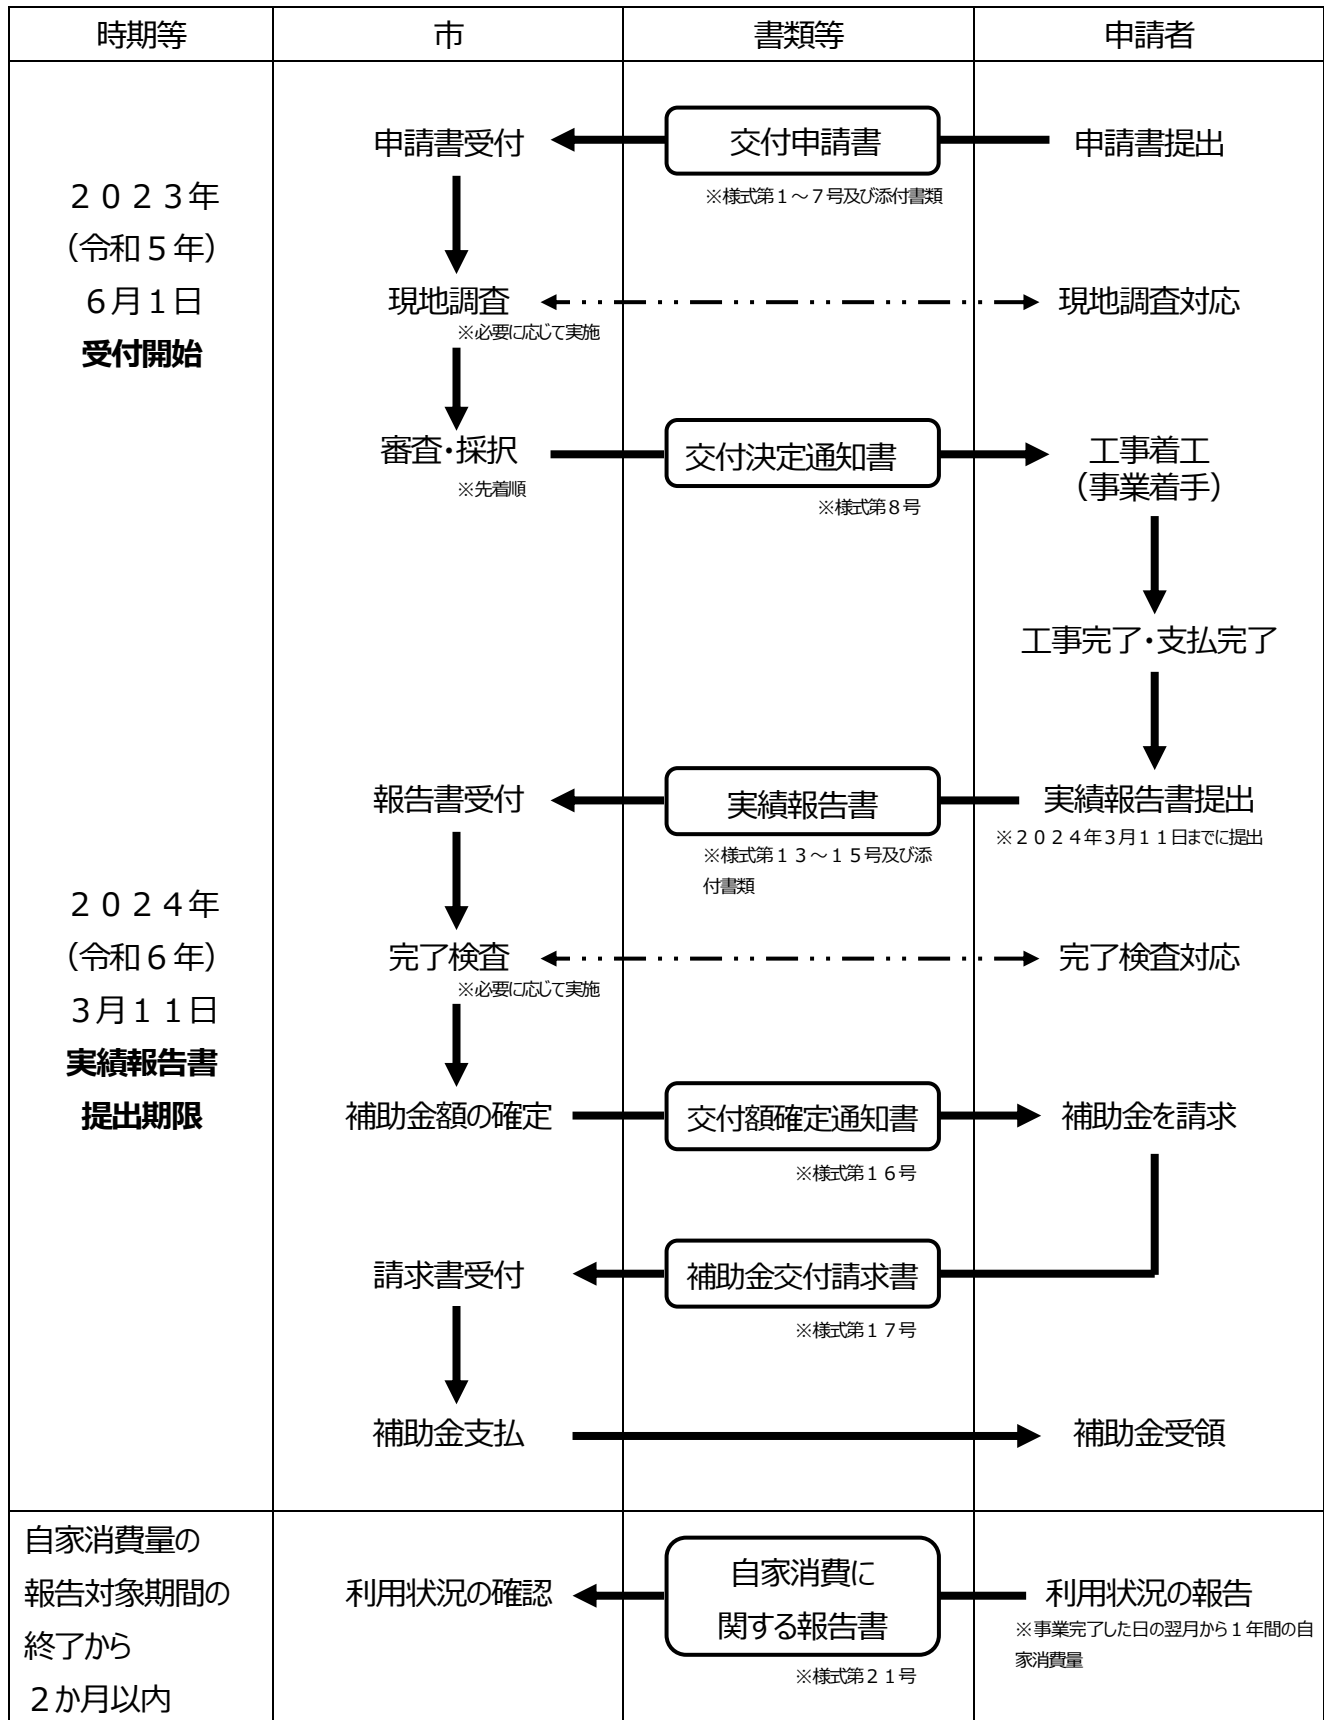 時期等
市
書類等
申請者
２０２３年
（令和５年）
６月１日
受付開始
申請書受付
交付申請書
申請書提出
※様式第１～７号及び添付書類
現地調査
現地調査対応
※必要に応じて実施
審査・採択
※先着順
交付決定通知書
※様式第８号
工事着工
（事業着手）
工事完了・支払完了
報告書受付
実績報告書
実績報告書提出
※２０２４年３月１１日までに提出
※様式第１３～１５号及び添
付書類
２０２４年
（令和６年）
３月１１日
実績報告書
提出期限
完了検査
完了検査対応
※必要に応じて実施
補助金額の確定
交付額確定通知書
補助金を請求
※様式第１６号
請求書受付
補助金交付請求書
※様式第１７号
補助金支払
補助金受領
自家消費量の
報告対象期間の
終了から
２か月以内
利用状況の確認
自家消費に
関する報告書
※様式第２１号
利用状況の報告
※事業完了した日の翌月から１年間の自
家消費量